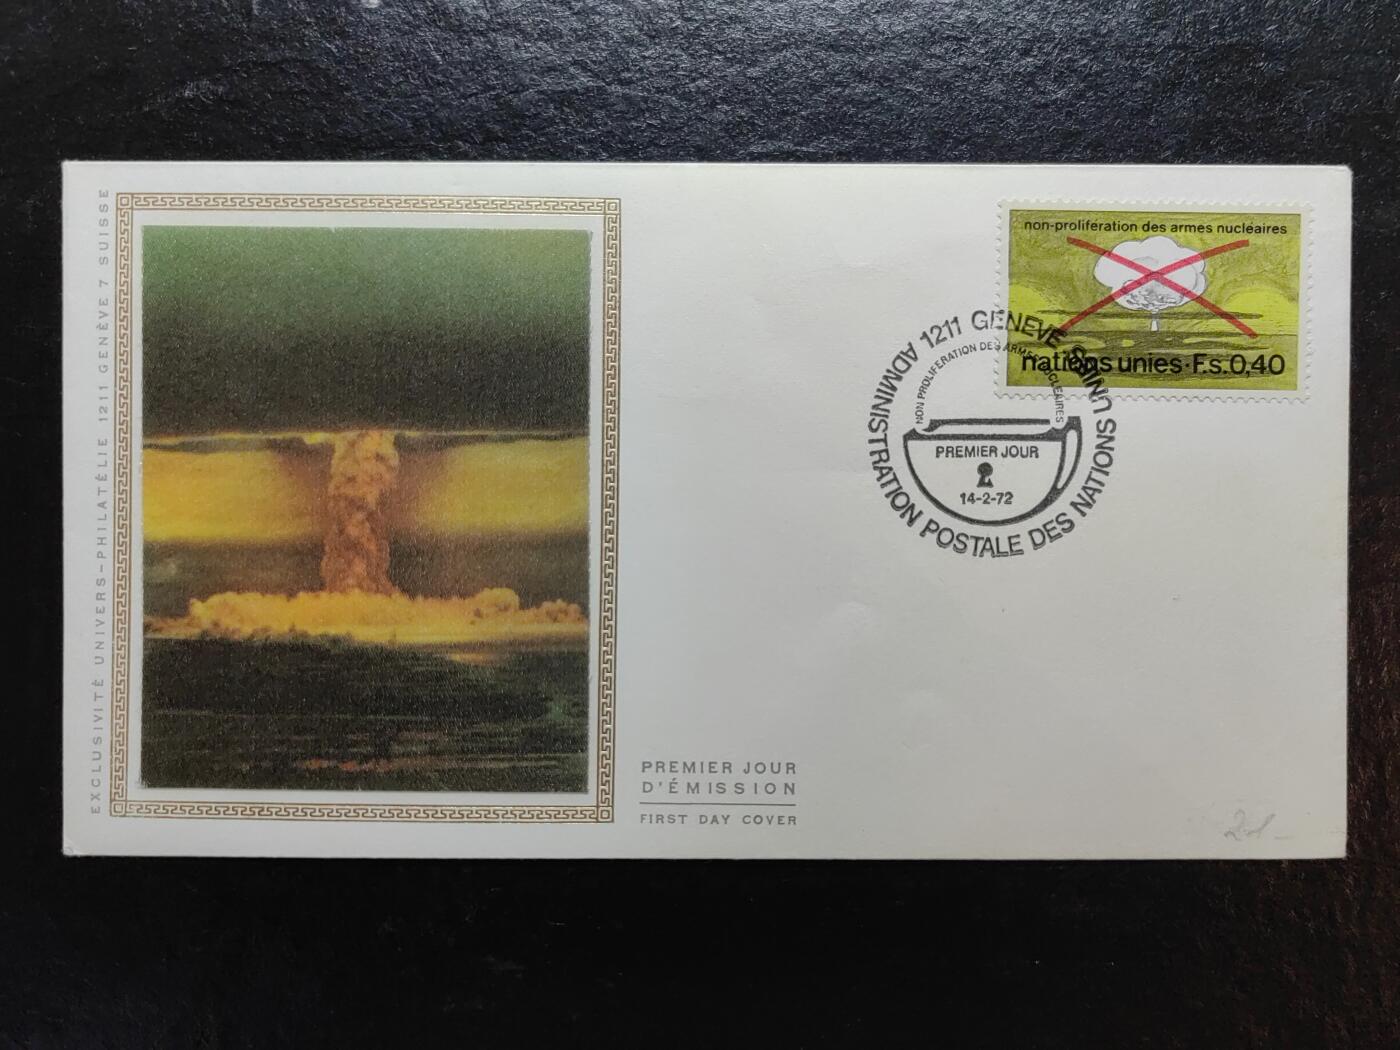 EXCLUSIVITÉ UNIVERS-PHILATÉLIE 1211 GENÈVE 7 SUISSE
non-prolifération des armes nucléaires
nations unies·F.s.0,40
ADMINISTRATION POSTALE DES NATIONS UNIES
1211 GENEVE
NON PROLIFERATION DES ARMES NUCLEAIRES
PREMIER JOUR
14-2-72
PREMIER JOUR
D'ÉMISSION
FIRST DAY COVER